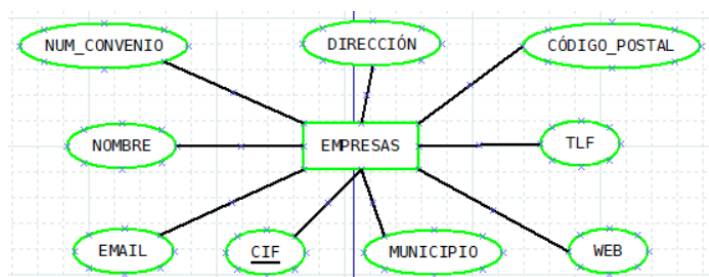 NUM_CONVENIO
DIRECCIÓN
CÓDIGO_POSTAL
NOMBRE
EMPRESAS
TLF
EMAIL
CIF
MUNICIPIO
WEB